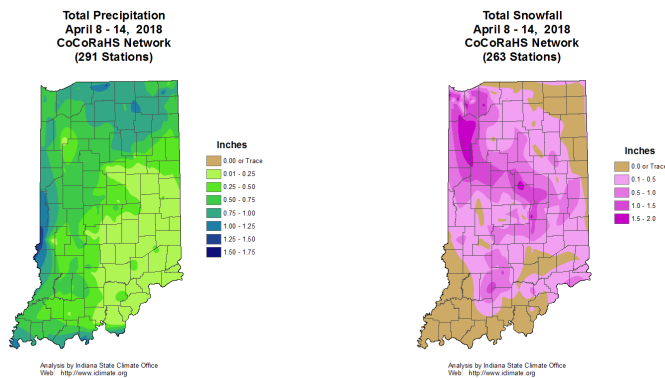 Total Precipitation
April 8 - 14, 2018
CoCoRaHS Network
(291 Stations)
Inches
0.00 or Trace
0.01 - 0.25
0.25 - 0.50
0.50 - 0.75
0.75 - 1.00
1.00 - 1.25
1.25 - 1.50
1.50 - 1.75
Analysis by Indiana State Climate Office
Web: http://www.iclimate.org
Total Snowfall
April 8 - 14, 2018
CoCoRaHS Network
(263 Stations)
Inches
0.0 or Trace
0.1 - 0.5
0.5 - 1.0
1.0 - 1.5
1.5 - 2.0
Analysis by Indiana State Climate Office
Web: http://www.iclimate.org